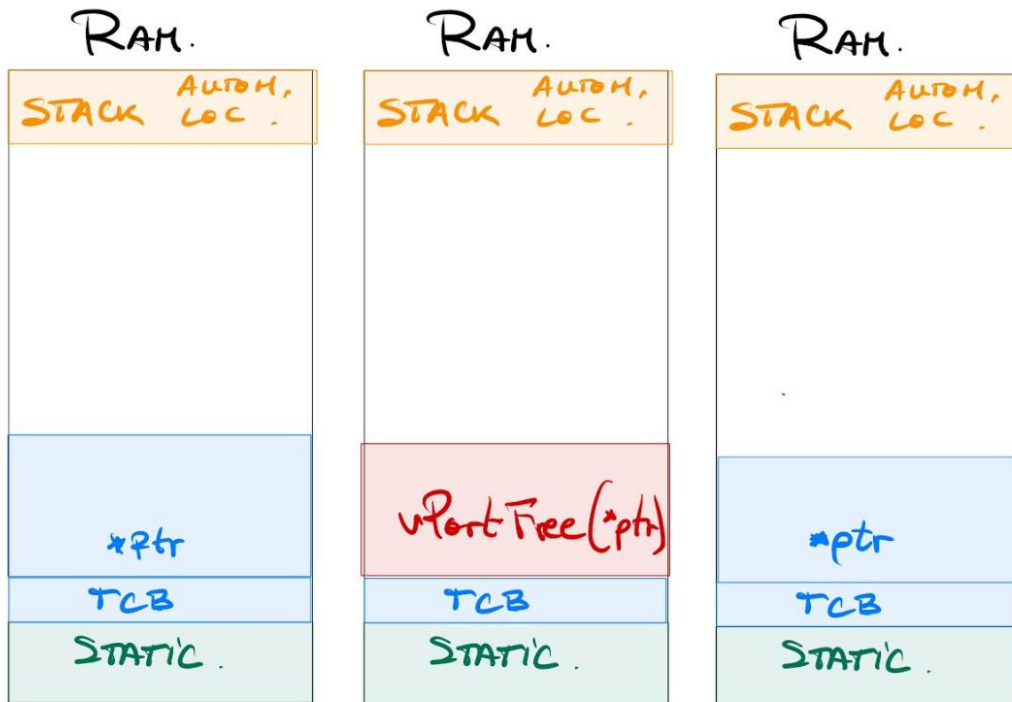 RAM.
STACK AUTOM,
LOC.
*ptr
TCB
STATIC.
RAM.
STACK AUTOM,
LOC.
vPortFree(*ptr)
TCB
STATIC.
RAM.
STACK AUTOM,
LOC.
*ptr
TCB
STATIC.